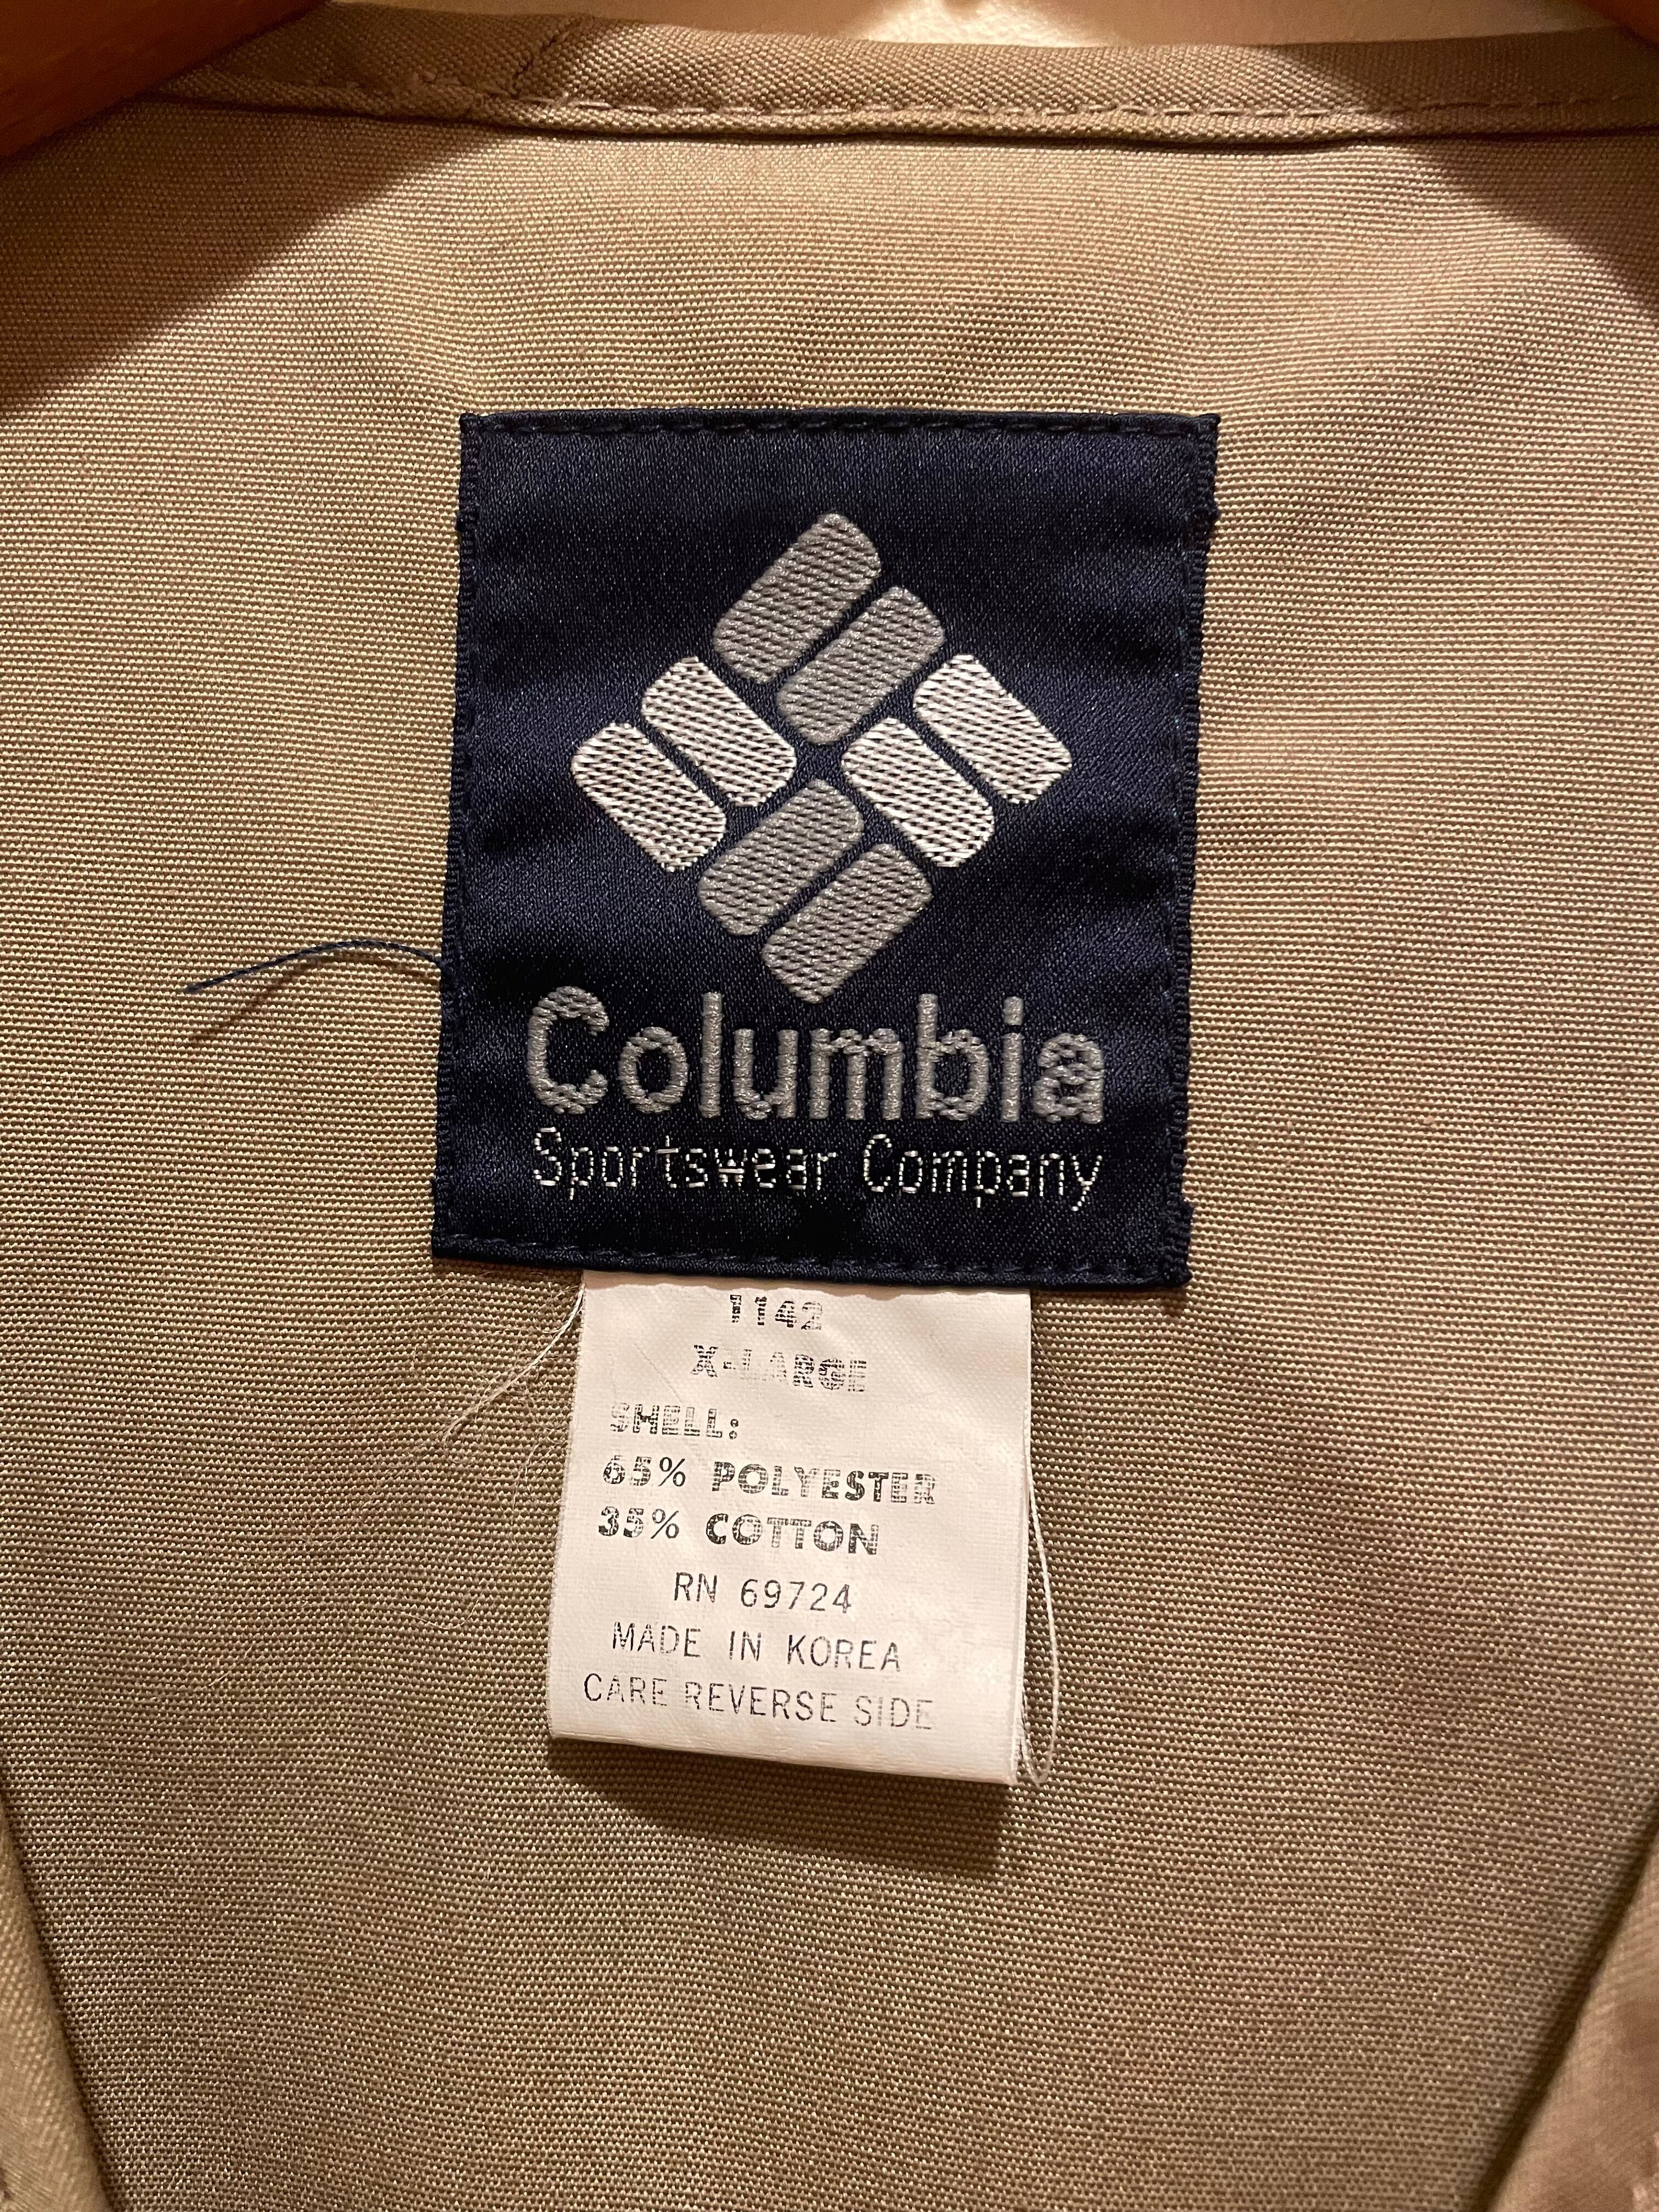 Columbia
Sportswear Company
1142
X-LARGE
SHELL:
65% POLYESTER
35% COTTON
RN 69724
MADE IN KOREA
CARE REVERSE SIDE